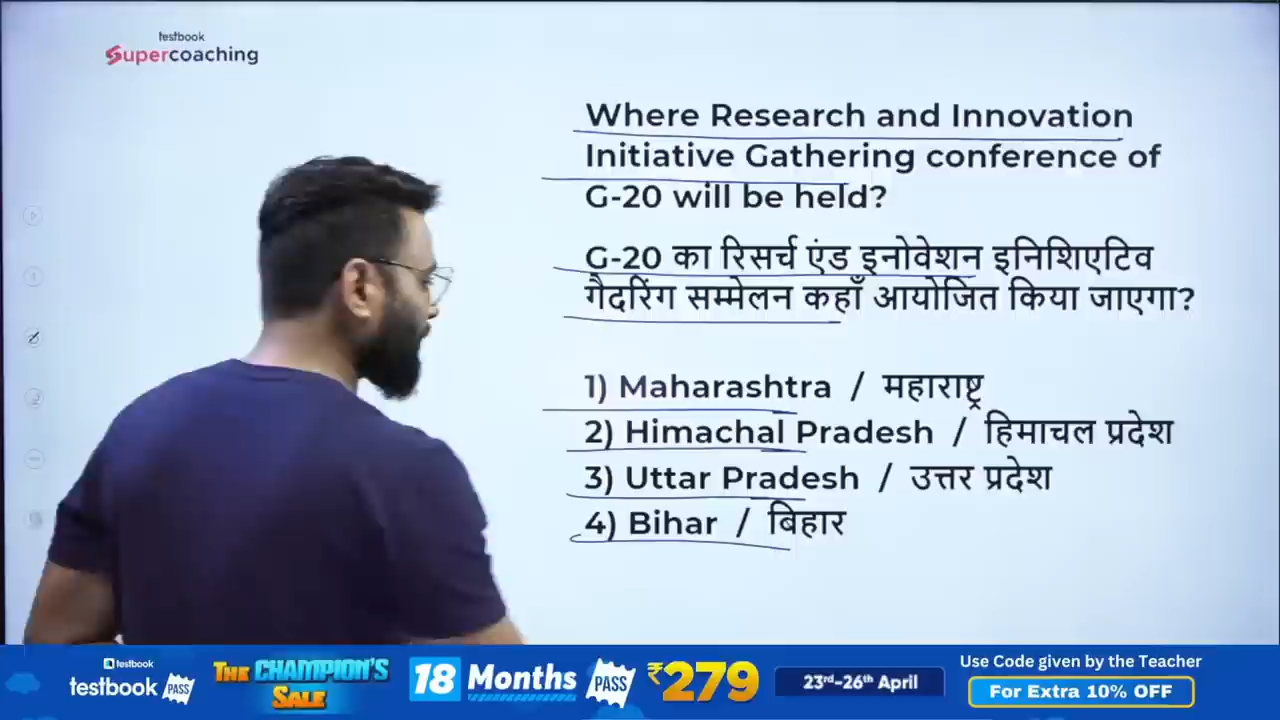 testbook
Supercoaching
Where Research and Innovation
Initiative Gathering conference of
G-20 will be held?
G-20 का रिसर्च एंड इनोवेशन इनिशिएटिव
गैदरिंग सम्मेलन कहाँ आयोजित किया जाएगा?
1) Maharashtra / महाराष्ट्र
2) Himachal Pradesh / हिमाचल प्रदेश
3) Uttar Pradesh / उत्तर प्रदेश
4) Bihar / बिहार
testbook
testbook PASS
THE CHAMPION'S
SALE
18 Months PASS ₹279
23rd-26th April
Use Code given by the Teacher
For Extra 10% OFF